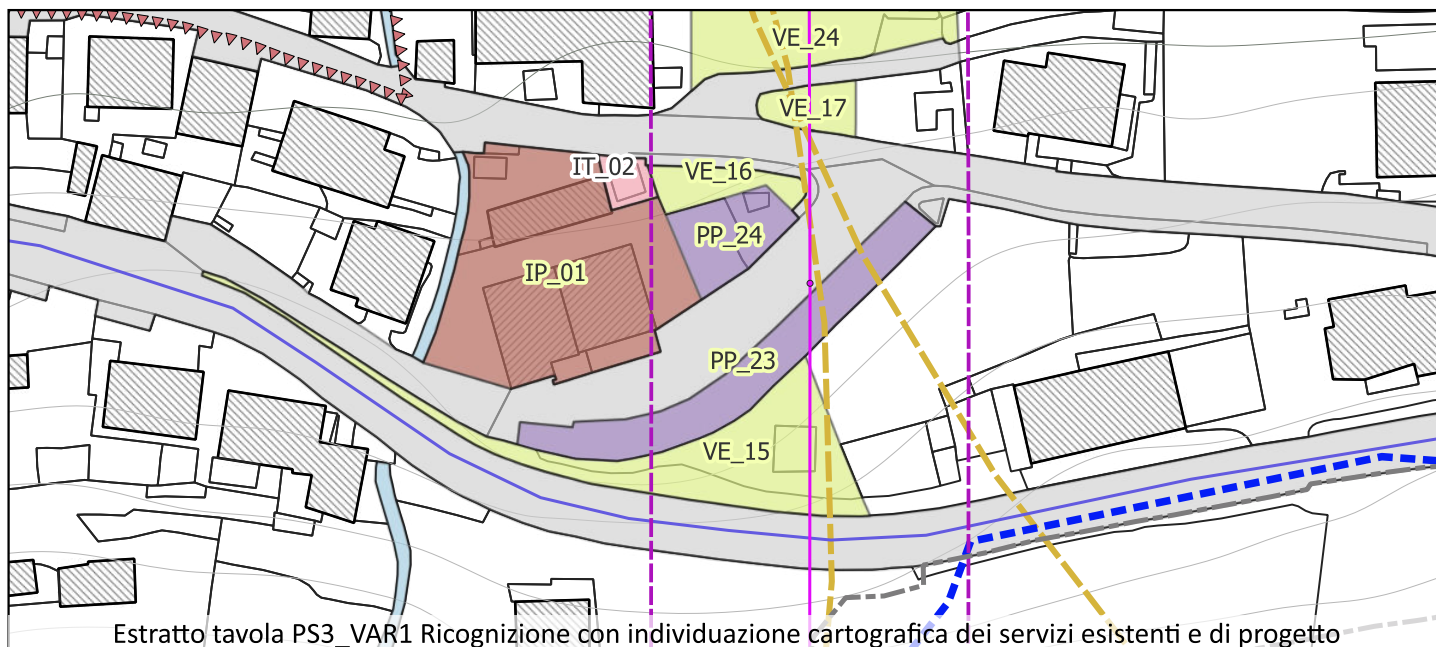 VE_24
VE_17
IT_02
VE_16
PP_24
IP_01
PP_23
VE_15
Estratto tavola PS3_VAR1 Ricognizione con individuazione cartografica dei servizi esistenti e di progetto